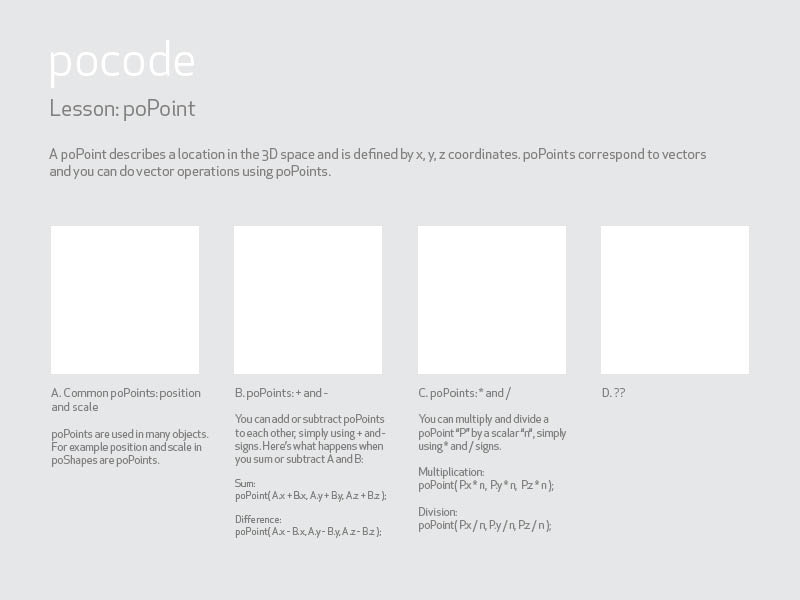 pocode
Lesson: poPoint
A poPoint describes a location in the 3D space and is defined by x, y, z coordinates. poPoints correspond to vectors
and you can do vector operations using poPoints.
A. Common poPoints: position
and scale
poPoints are used in many objects.
For example position and scale in
poShapes are poPoints.
B. poPoints: + and -
You can add or subtract poPoints
to each other, simply using + and -
signs. Here's what happens when
you sum or subtract A and B:
Sum:
poPoint( A.x + B.x, A.y + B.y, A.z + B.z );
Difference:
poPoint( A.x - B.x, A.y - B.y, A.z - B.z );
C. poPoints: * and /
You can multiply and divide a
poPoint "P" by a scalar "n", simply
using * and / signs.
Multiplication:
poPoint( P.x * n, P.y * n, P.z * n );
Division:
poPoint( P.x / n, P.y / n, P.z / n );
D. ??